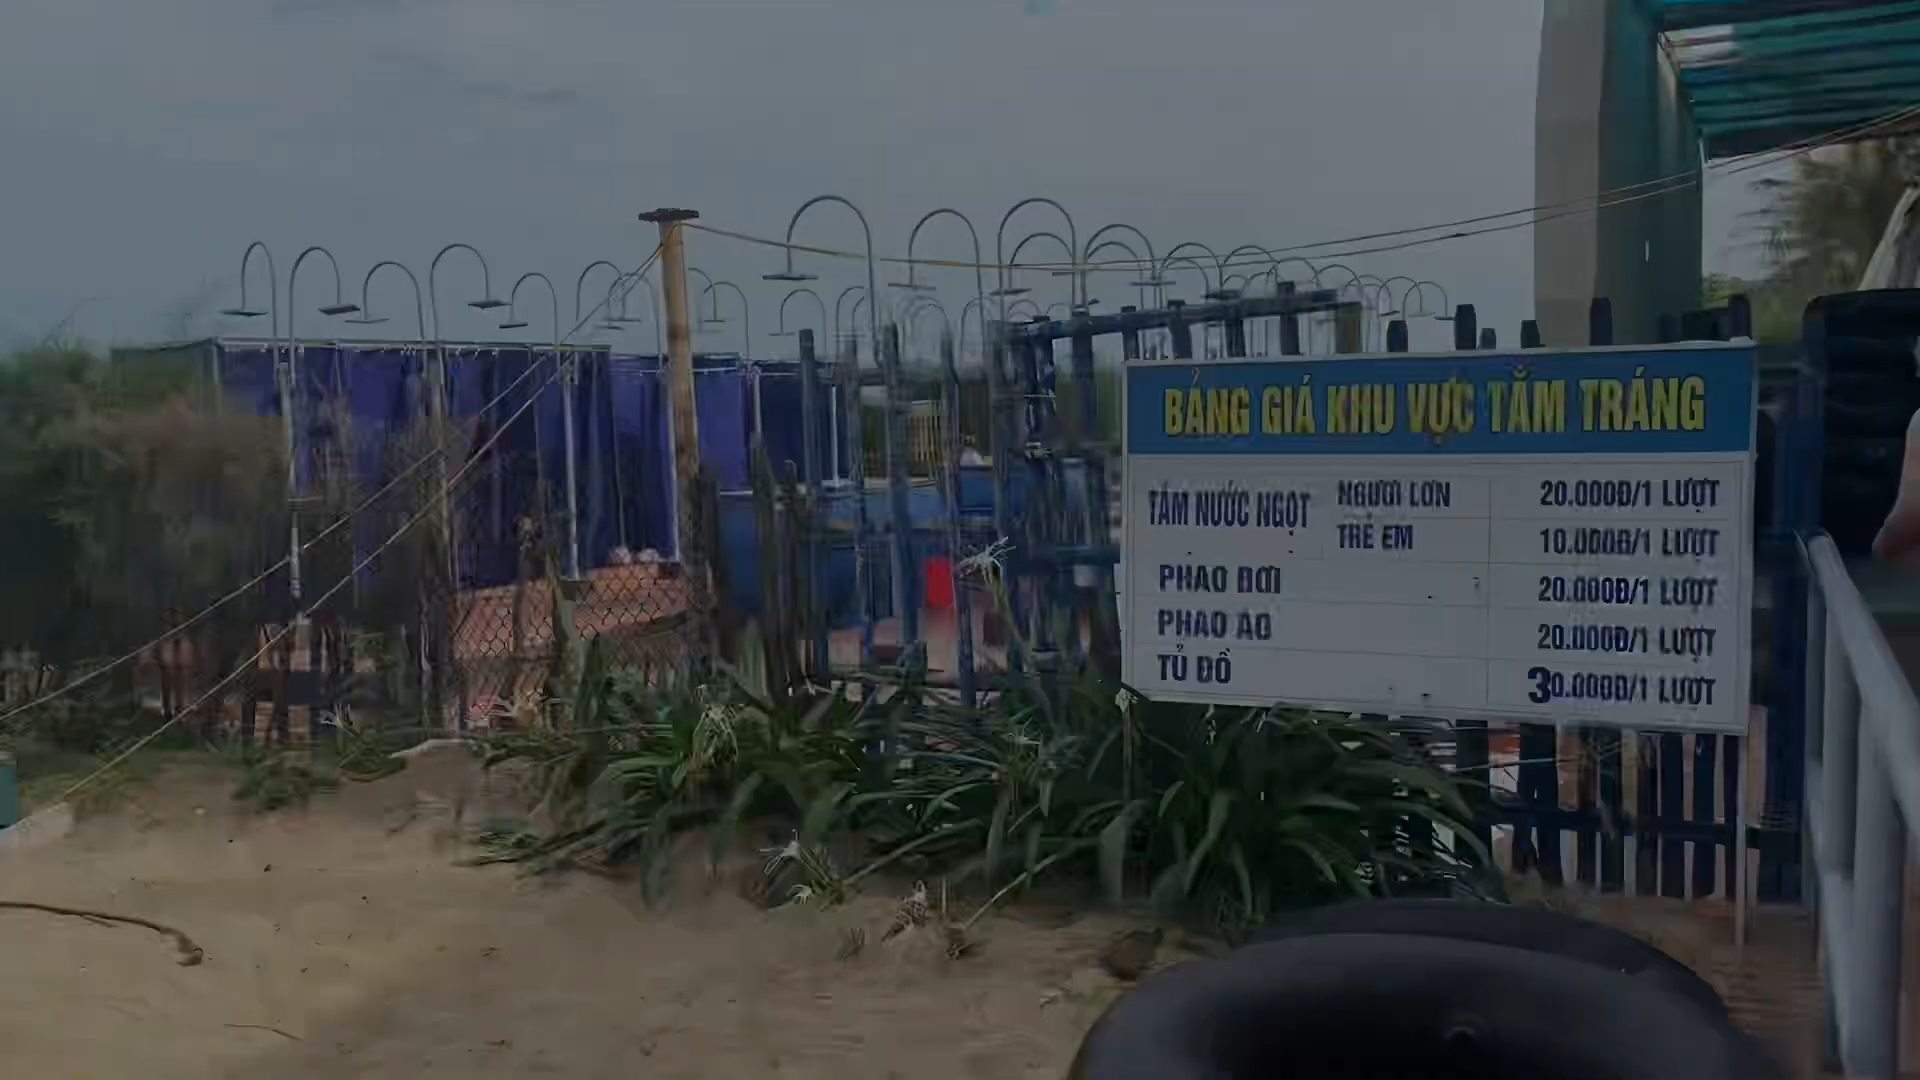 BẢNG GIÁ KHU VỰC TẮM TRÁNG
TẮM NƯỚC NGỌT NGƯỜI LỚN 20.000Đ/1 LƯỢT
TRẺ EM 10.000Đ/1 LƯỢT
PHAO BƠI 20.000Đ/1 LƯỢT
PHAO ÁO 20.000Đ/1 LƯỢT
TỦ ĐỒ 30.000Đ/1 LƯỢT